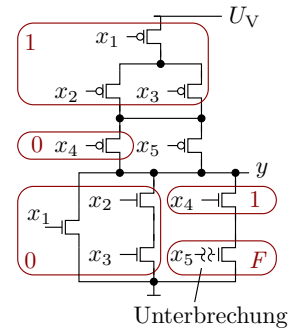 U_V
1 x_1
x_2 x_3
0 x_4 x_5
y
x_2 x_4 1
x_1
x_3 x_5 F
0
Unterbrechung